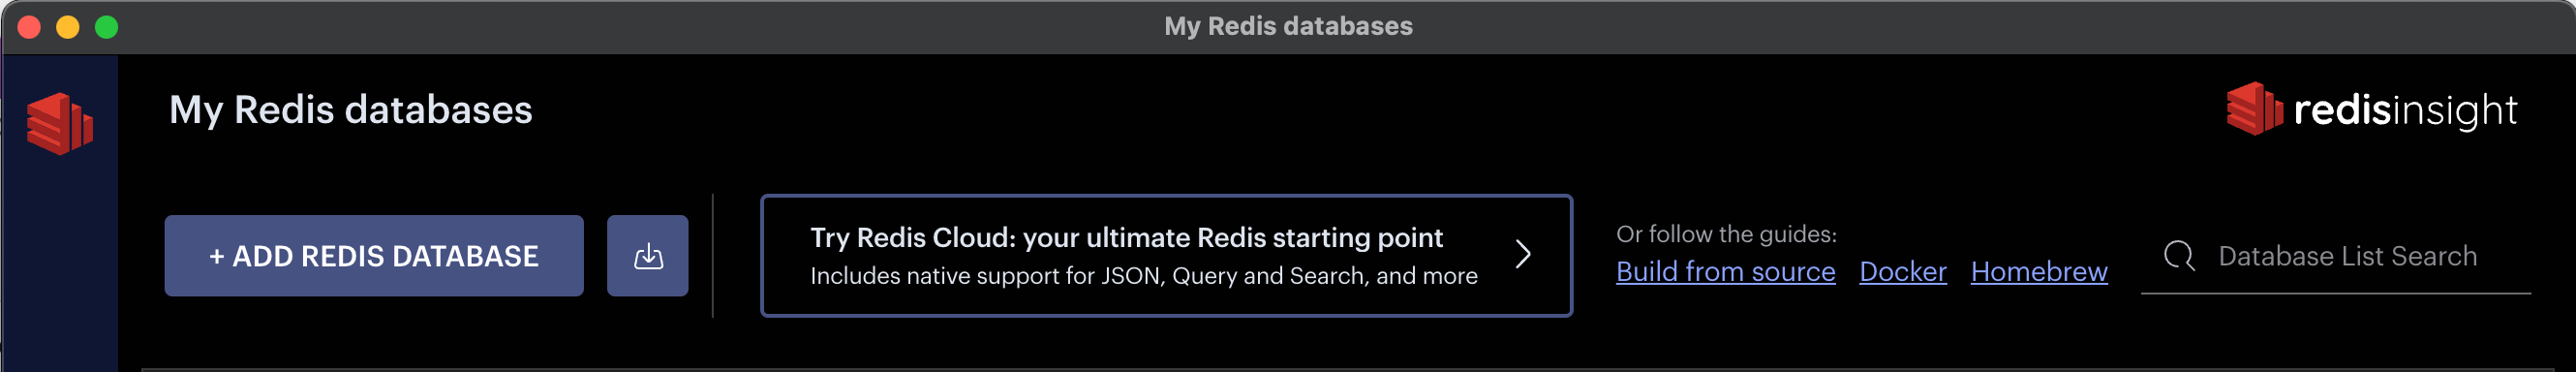 My Redis databases
My Redis databases
redisinsight
+ ADD REDIS DATABASE
Try Redis Cloud: your ultimate Redis starting point
Includes native support for JSON, Query and Search, and more
Or follow the guides:
Build from source Docker Homebrew
Database List Search